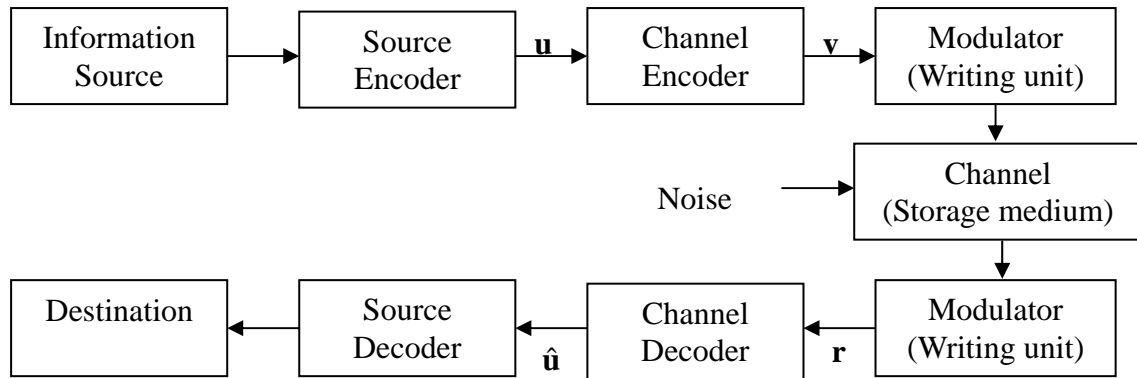 Information
Source
Source
Encoder
u
Channel
Encoder
v
Modulator
(Writing unit)
Noise
Channel
(Storage medium)
Destination
Source
Decoder
û
Channel
Decoder
r
Modulator
(Writing unit)